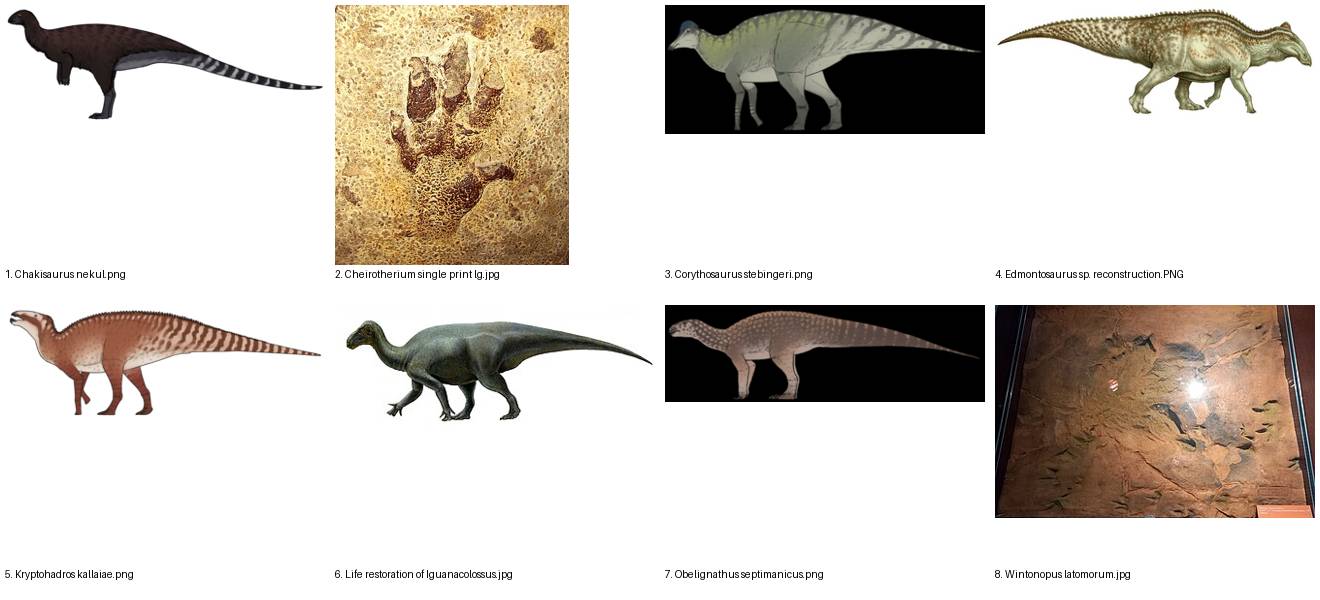 1. Chakisaurus nekul.png
2. Cheirotherium single print lg.jpg
3. Corythosaurus stebingeri.png
4. Edmontosaurus sp. reconstruction.PNG
5. Kryptohadros kallaiae.png
6. Life restoration of Iguanacolossus.jpg
7. Obelignathus septimanicus.png
8. Wintonopus latomorum.jpg